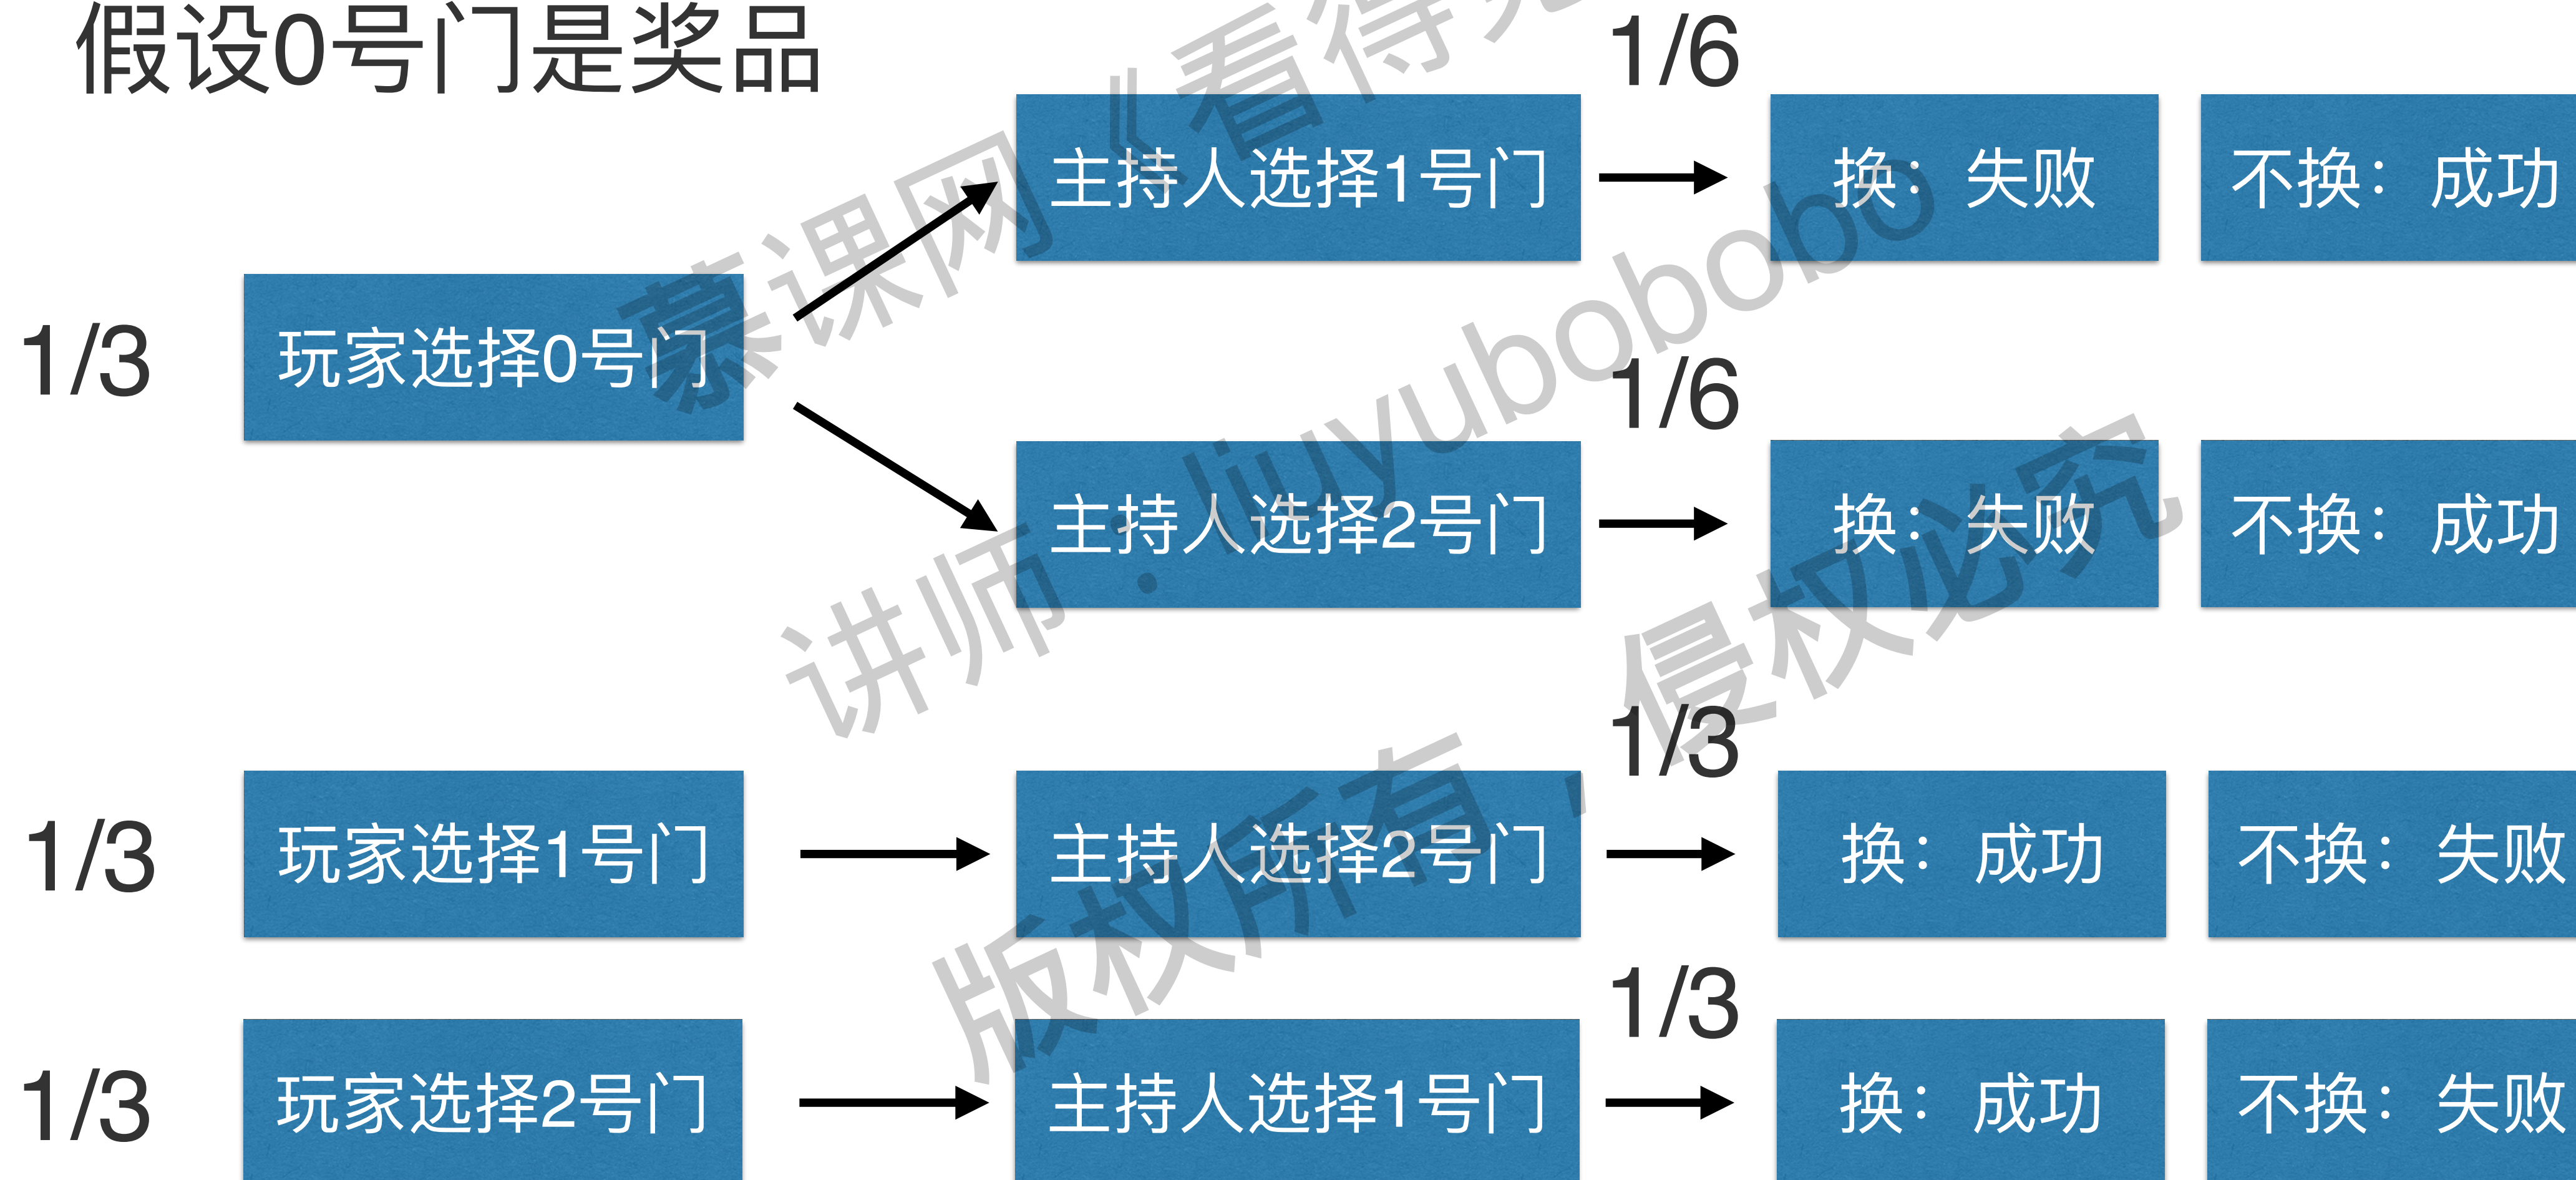 假设0号门是奖品
1/6
主持人选择1号门
换：失败
不换：成功
1/3
玩家选择0号门
1/6
主持人选择2号门
换：失败
不换：成功
1/3
1/3
玩家选择1号门
主持人选择2号门
换：成功
不换：失败
1/3
1/3
玩家选择2号门
主持人选择1号门
换：成功
不换：失败
慕课网《看得
讲师：liuyubobobo
版权所有，侵权必究